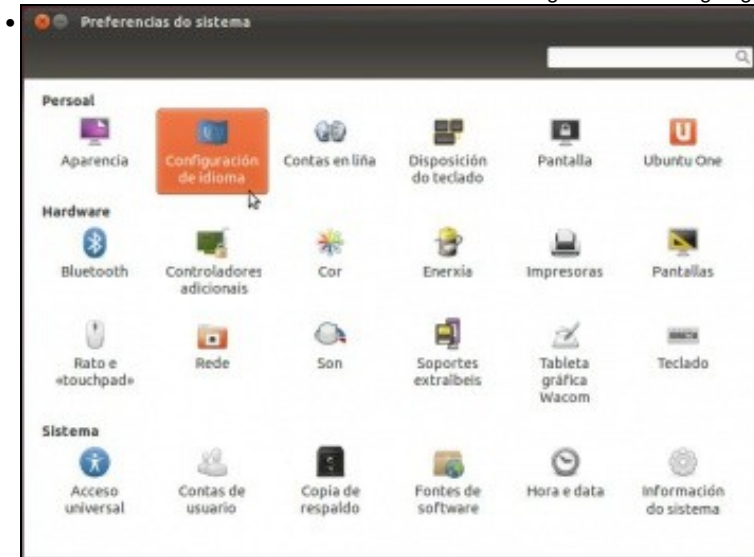 Preferencias do sistema
Persoal
Aparencia
Configuración
de idioma
Contas en liña
Disposición
do teclado
Pantalla
Ubuntu One
Hardware
Bluetooth
Controladores
adicionais
Cor
Enerxía
Impresoras
Pantallas
Rato e
«touchpad»
Rede
Son
Soportes
extraíbeis
Tableta
gráfica
Wacom
Teclado
Sistema
Acceso
universal
Contas de
usuario
Copia de
respaldo
Fontes de
software
Hora e data
Información
do sistema